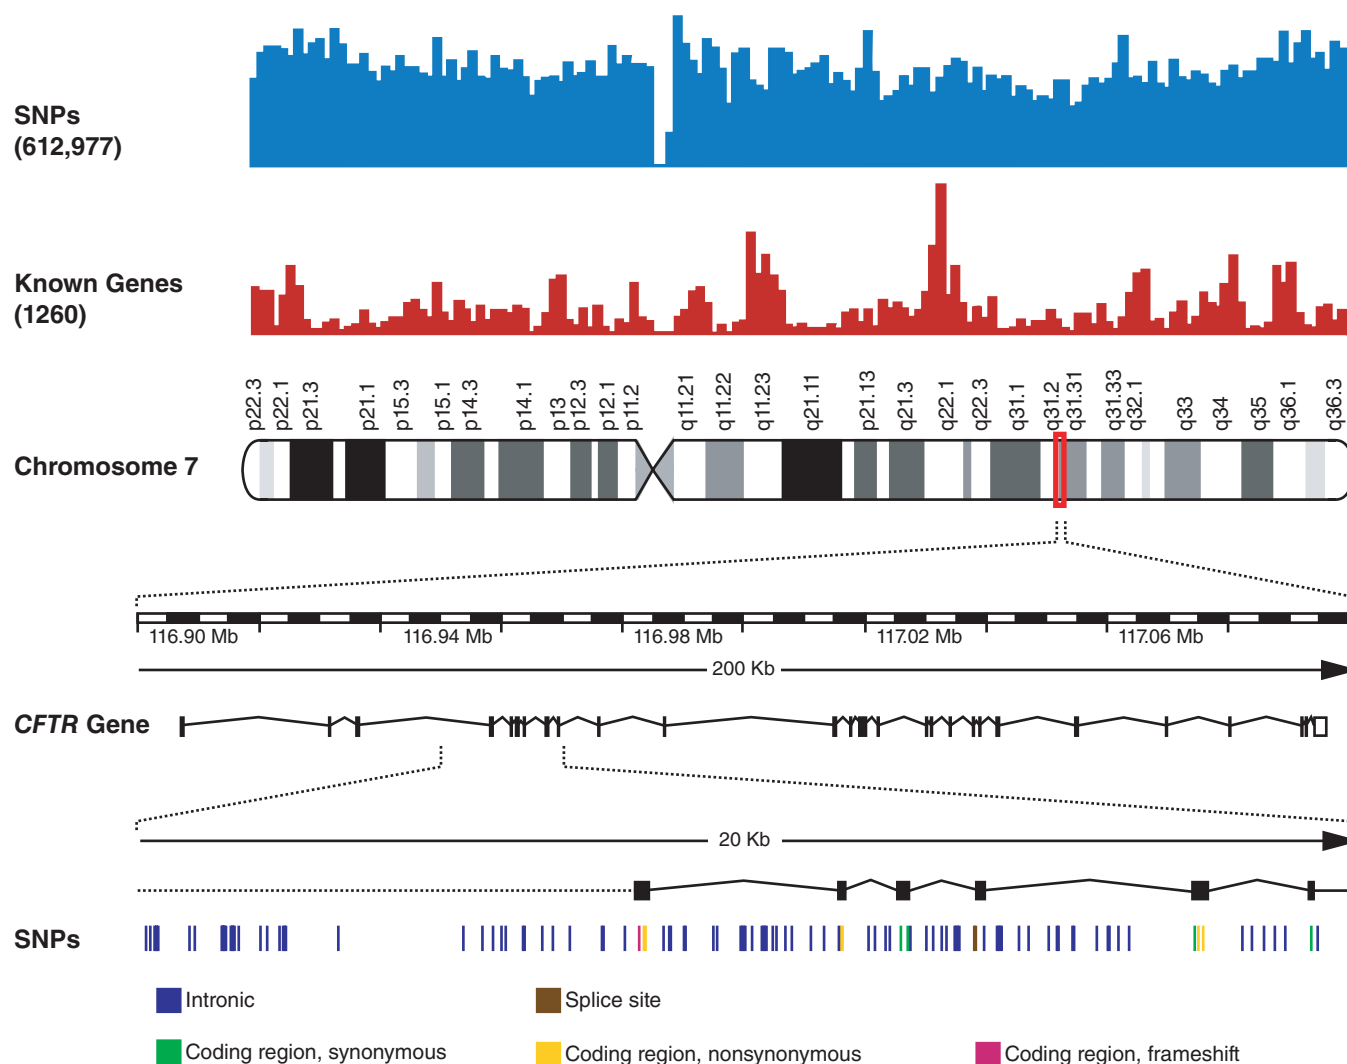 SNPs
(612,977)
Known Genes
(1260)
p22.3 p22.1 p21.3 p21.1 p15.3 p15.1 p14.3 p14.1 p13 p12.3 p12.1 p11.2 q11.21 q11.22 q11.23 q21.11 p21.13 q21.3 q22.1 q22.3 q31.1 q31.2 q31.31 q31.33 q32.1 q33 q34 q35 q36.1 q36.3
Chromosome 7
116.90 Mb 116.94 Mb 116.98 Mb 117.02 Mb 117.06 Mb
200 Kb
CFTR Gene
20 Kb
SNPs
Intronic
Splice site
Coding region, synonymous
Coding region, nonsynonymous
Coding region, frameshift